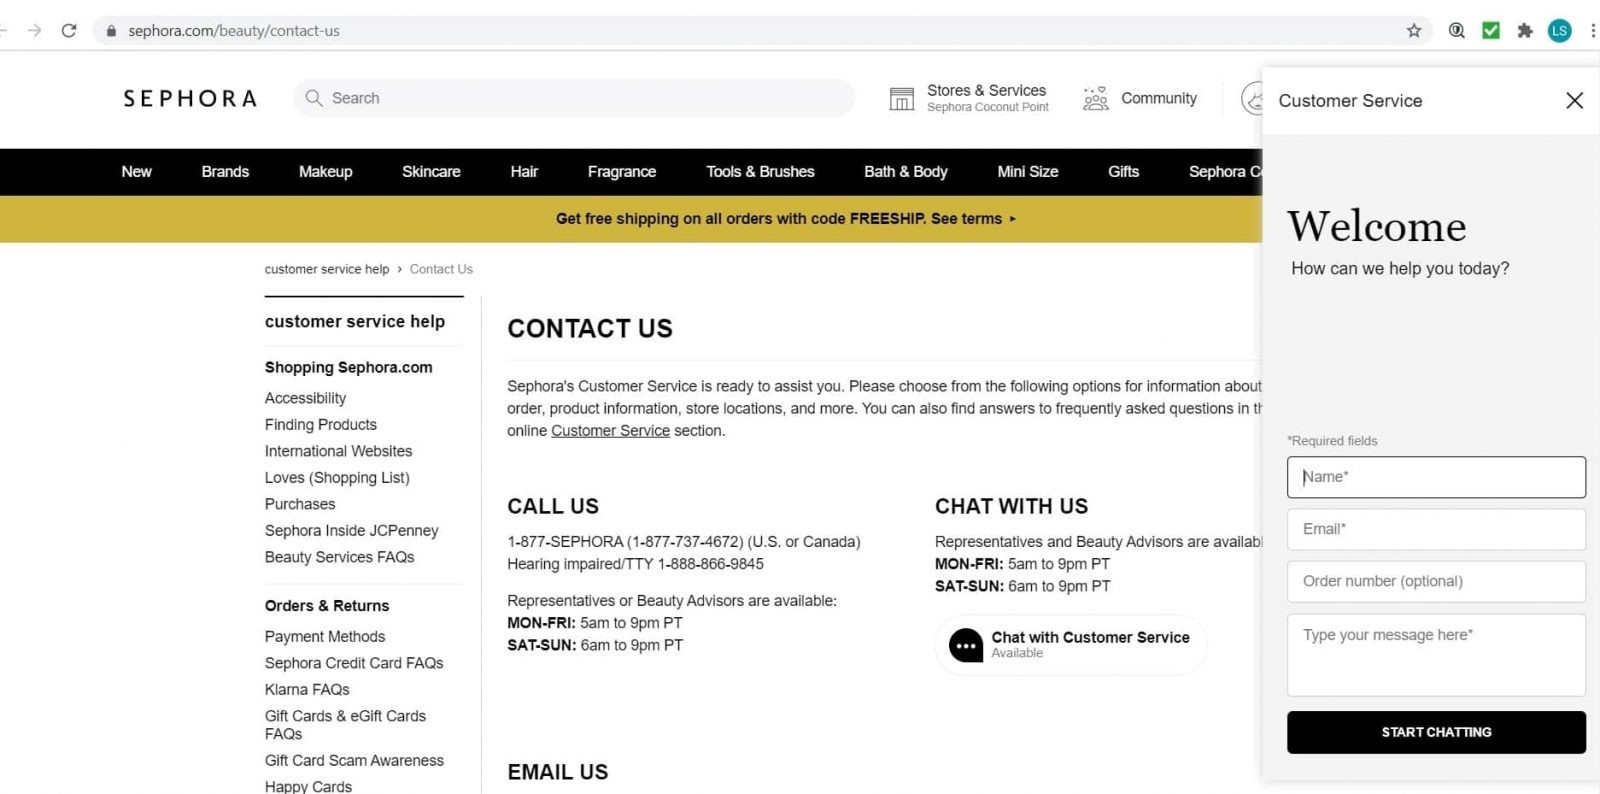 sephora.com/beauty/contact-us
LS
SEPHORA
Search
Stores & Services
Sephora Coconut Point
Community
New Brands Makeup Skincare Hair Fragrance Tools & Brushes Bath & Body Mini Size Gifts Sephora
Get free shipping on all orders with code FREESHIP. See terms ▸
customer service help › Contact Us
customer service help
Shopping Sephora.com
Accessibility
Finding Products
International Websites
Loves (Shopping List)
Purchases
Sephora Inside JCPenney
Beauty Services FAQs
Orders & Returns
Payment Methods
Sephora Credit Card FAQs
Klarna FAQs
Gift Cards & eGift Cards
FAQs
Gift Card Scam Awareness
Happy Cards
CONTACT US
Sephora's Customer Service is ready to assist you. Please choose from the following options for information about
order, product information, store locations, and more. You can also find answers to frequently asked questions in
online Customer Service section.
CALL US
1-877-SEPHORA (1-877-737-4672) (U.S. or Canada)
Hearing impaired/TTY 1-888-866-9845
Representatives or Beauty Advisors are available:
MON-FRI: 5am to 9pm PT
SAT-SUN: 6am to 9pm PT
CHAT WITH US
Representatives and Beauty Advisors are availabl
MON-FRI: 5am to 9pm PT
SAT-SUN: 6am to 9pm PT
Chat with Customer Service
Available
EMAIL US
Customer Service
Welcome
How can we help you today?
*Required fields
Name*
Email*
Order number (optional)
Type your message here*
START CHATTING